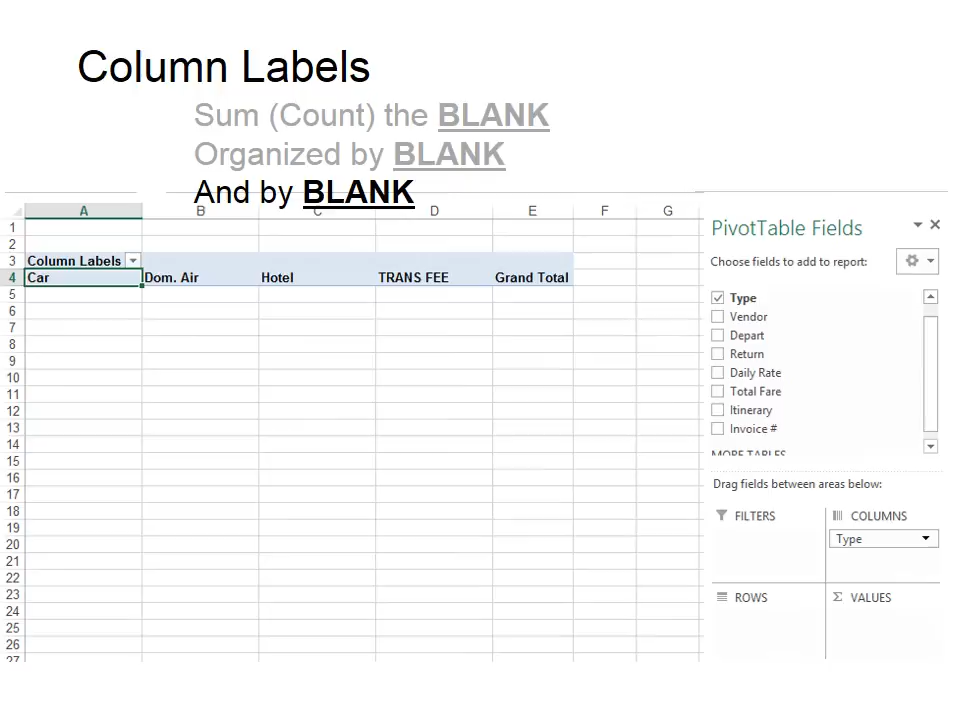 Column Labels
Sum (Count) the BLANK
Organized by BLANK
And by BLANK
A B C D E F G
1
2
3 Column Labels
4 Car Dom. Air Hotel TRANS FEE Grand Total
5
6
7
8
9
10
11
12
13
14
15
16
17
18
19
20
21
22
23
24
25
26
27
PivotTable Fields
Choose fields to add to report:
Type
Vendor
Depart
Return
Daily Rate
Total Fare
Itinerary
Invoice #
MORE TABLES
Drag fields between areas below:
FILTERS COLUMNS
Type
ROWS Σ VALUES